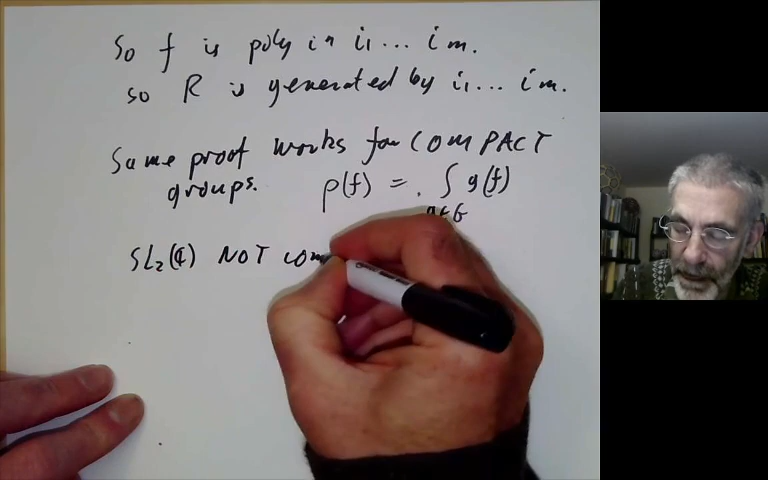 So f is poly in i₁... im.
so R is generated by i₁... im.
Same proof works for COMPACT
groups. ρ(f) = . ∫ g(f)
g∈G
SL₂(ℂ) NOT com